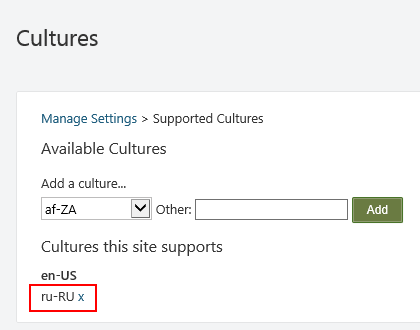 Cultures
Manage Settings > Supported Cultures
Available Cultures
Add a culture...
af-ZA Other: Add
Cultures this site supports
en-US
ru-RU x